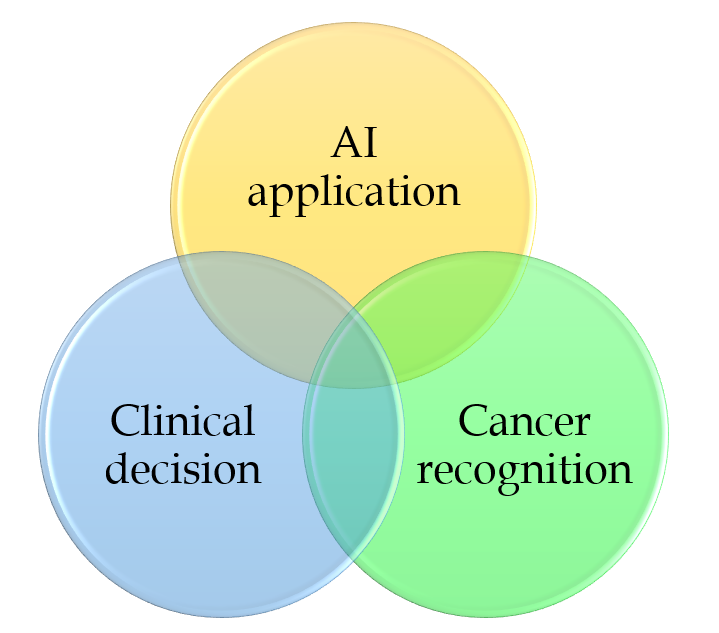 AI
application
Clinical
decision
Cancer
recognition